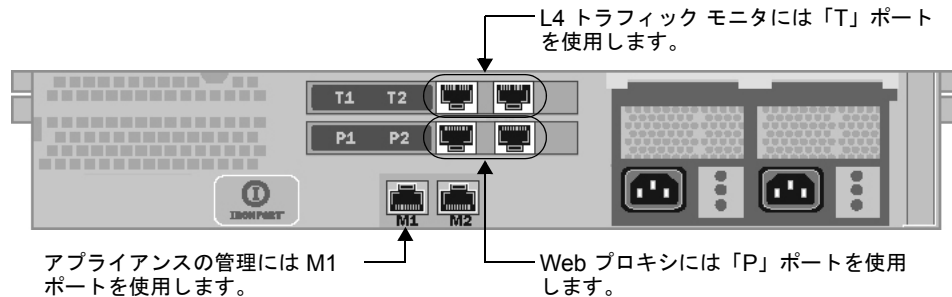 L4 トラフィック モニタには「T」ポート
を使用します。
T1 T2
P1 P2
IRONPORT
M1 M2
アプライアンスの管理には M1
ポートを使用します。
Web プロキシには「P」ポートを使用
します。